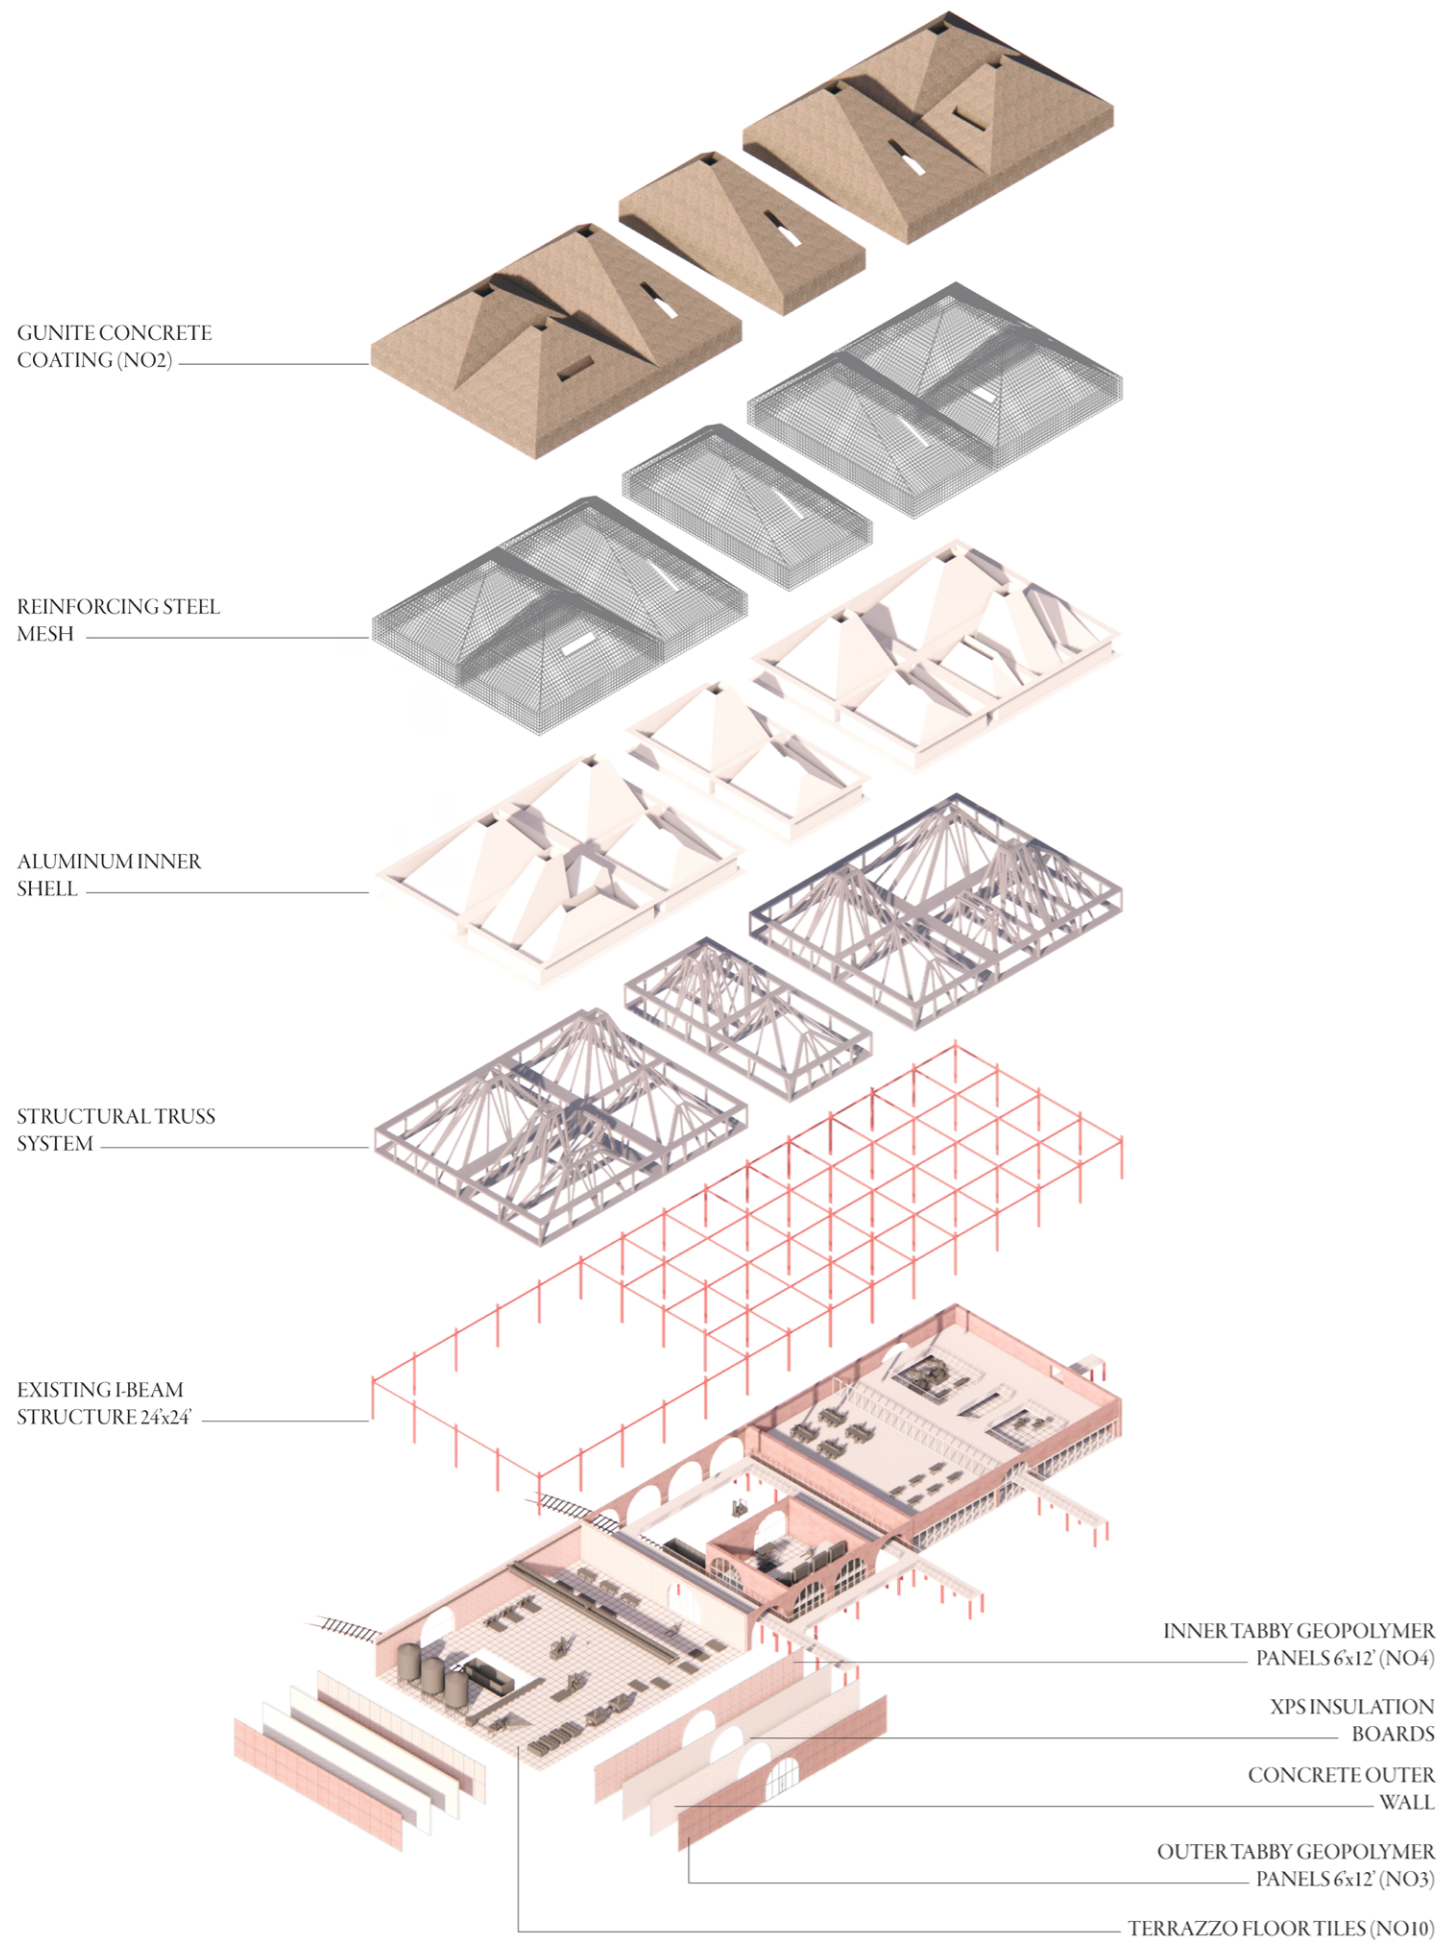 GUNITE CONCRETE
COATING (NO2)
REINFORCING STEEL
MESH
ALUMINUM INNER
SHELL
STRUCTURAL TRUSS
SYSTEM
EXISTING I-BEAM
STRUCTURE 24'x24'
INNER TABBY GEOPOLYMER
PANELS 6'x12' (NO4)
XPS INSULATION
BOARDS
CONCRETE OUTER
WALL
OUTER TABBY GEOPOLYMER
PANELS 6'x12' (NO3)
TERRAZZO FLOOR TILES (NO10)